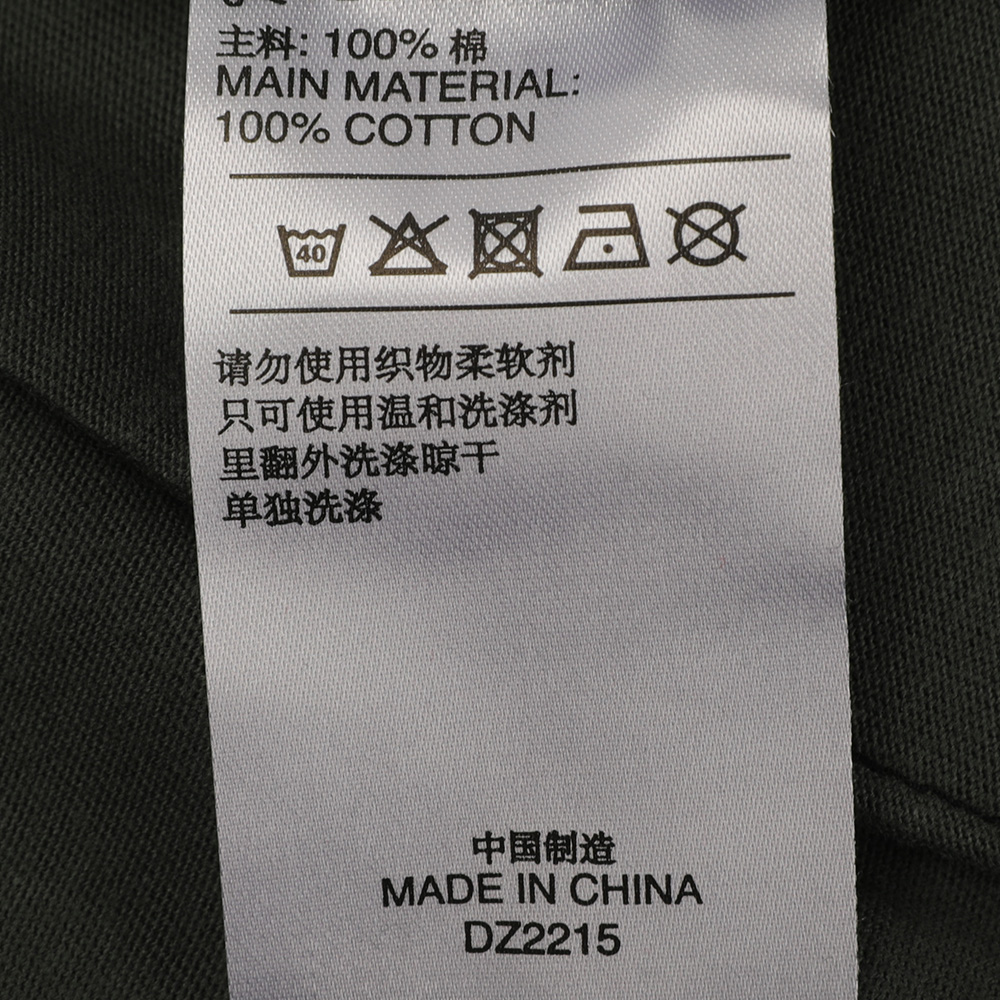 主料: 100% 棉
MAIN MATERIAL:
100% COTTON
40
请勿使用织物柔软剂
只可使用温和洗涤剂
里翻外洗涤晾干
单独洗涤
中国制造
MADE IN CHINA
DZ2215